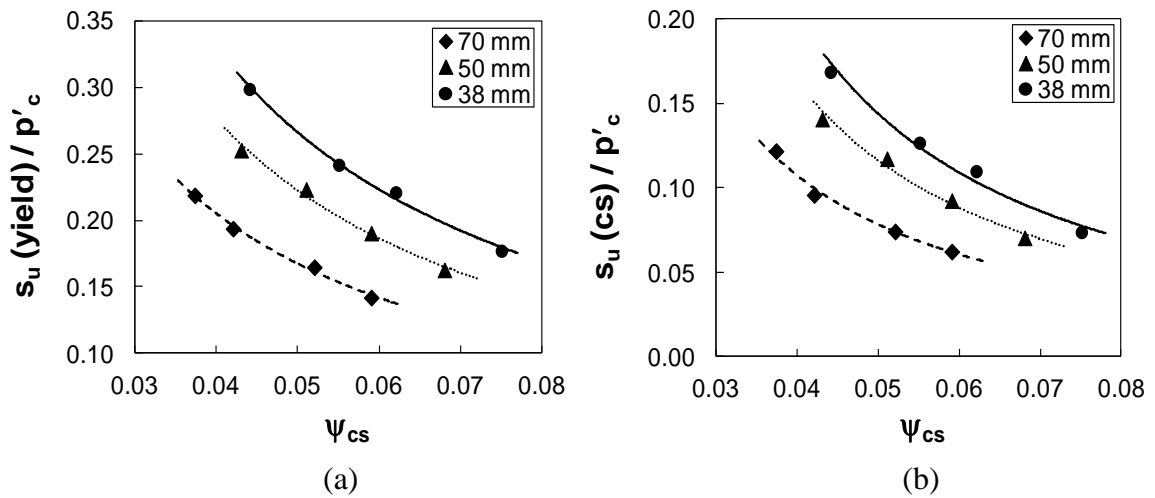 0.35
0.30
0.25
0.20
0.15
0.10
s_u (yield) / p'_c
70 mm
50 mm
38 mm
0.03 0.04 0.05 0.06 0.07 0.08
ψ_cs
(a)
0.20
0.15
0.10
0.05
0.00
s_u (cs) / p'_c
70 mm
50 mm
38 mm
0.03 0.04 0.05 0.06 0.07 0.08
ψ_cs
(b)